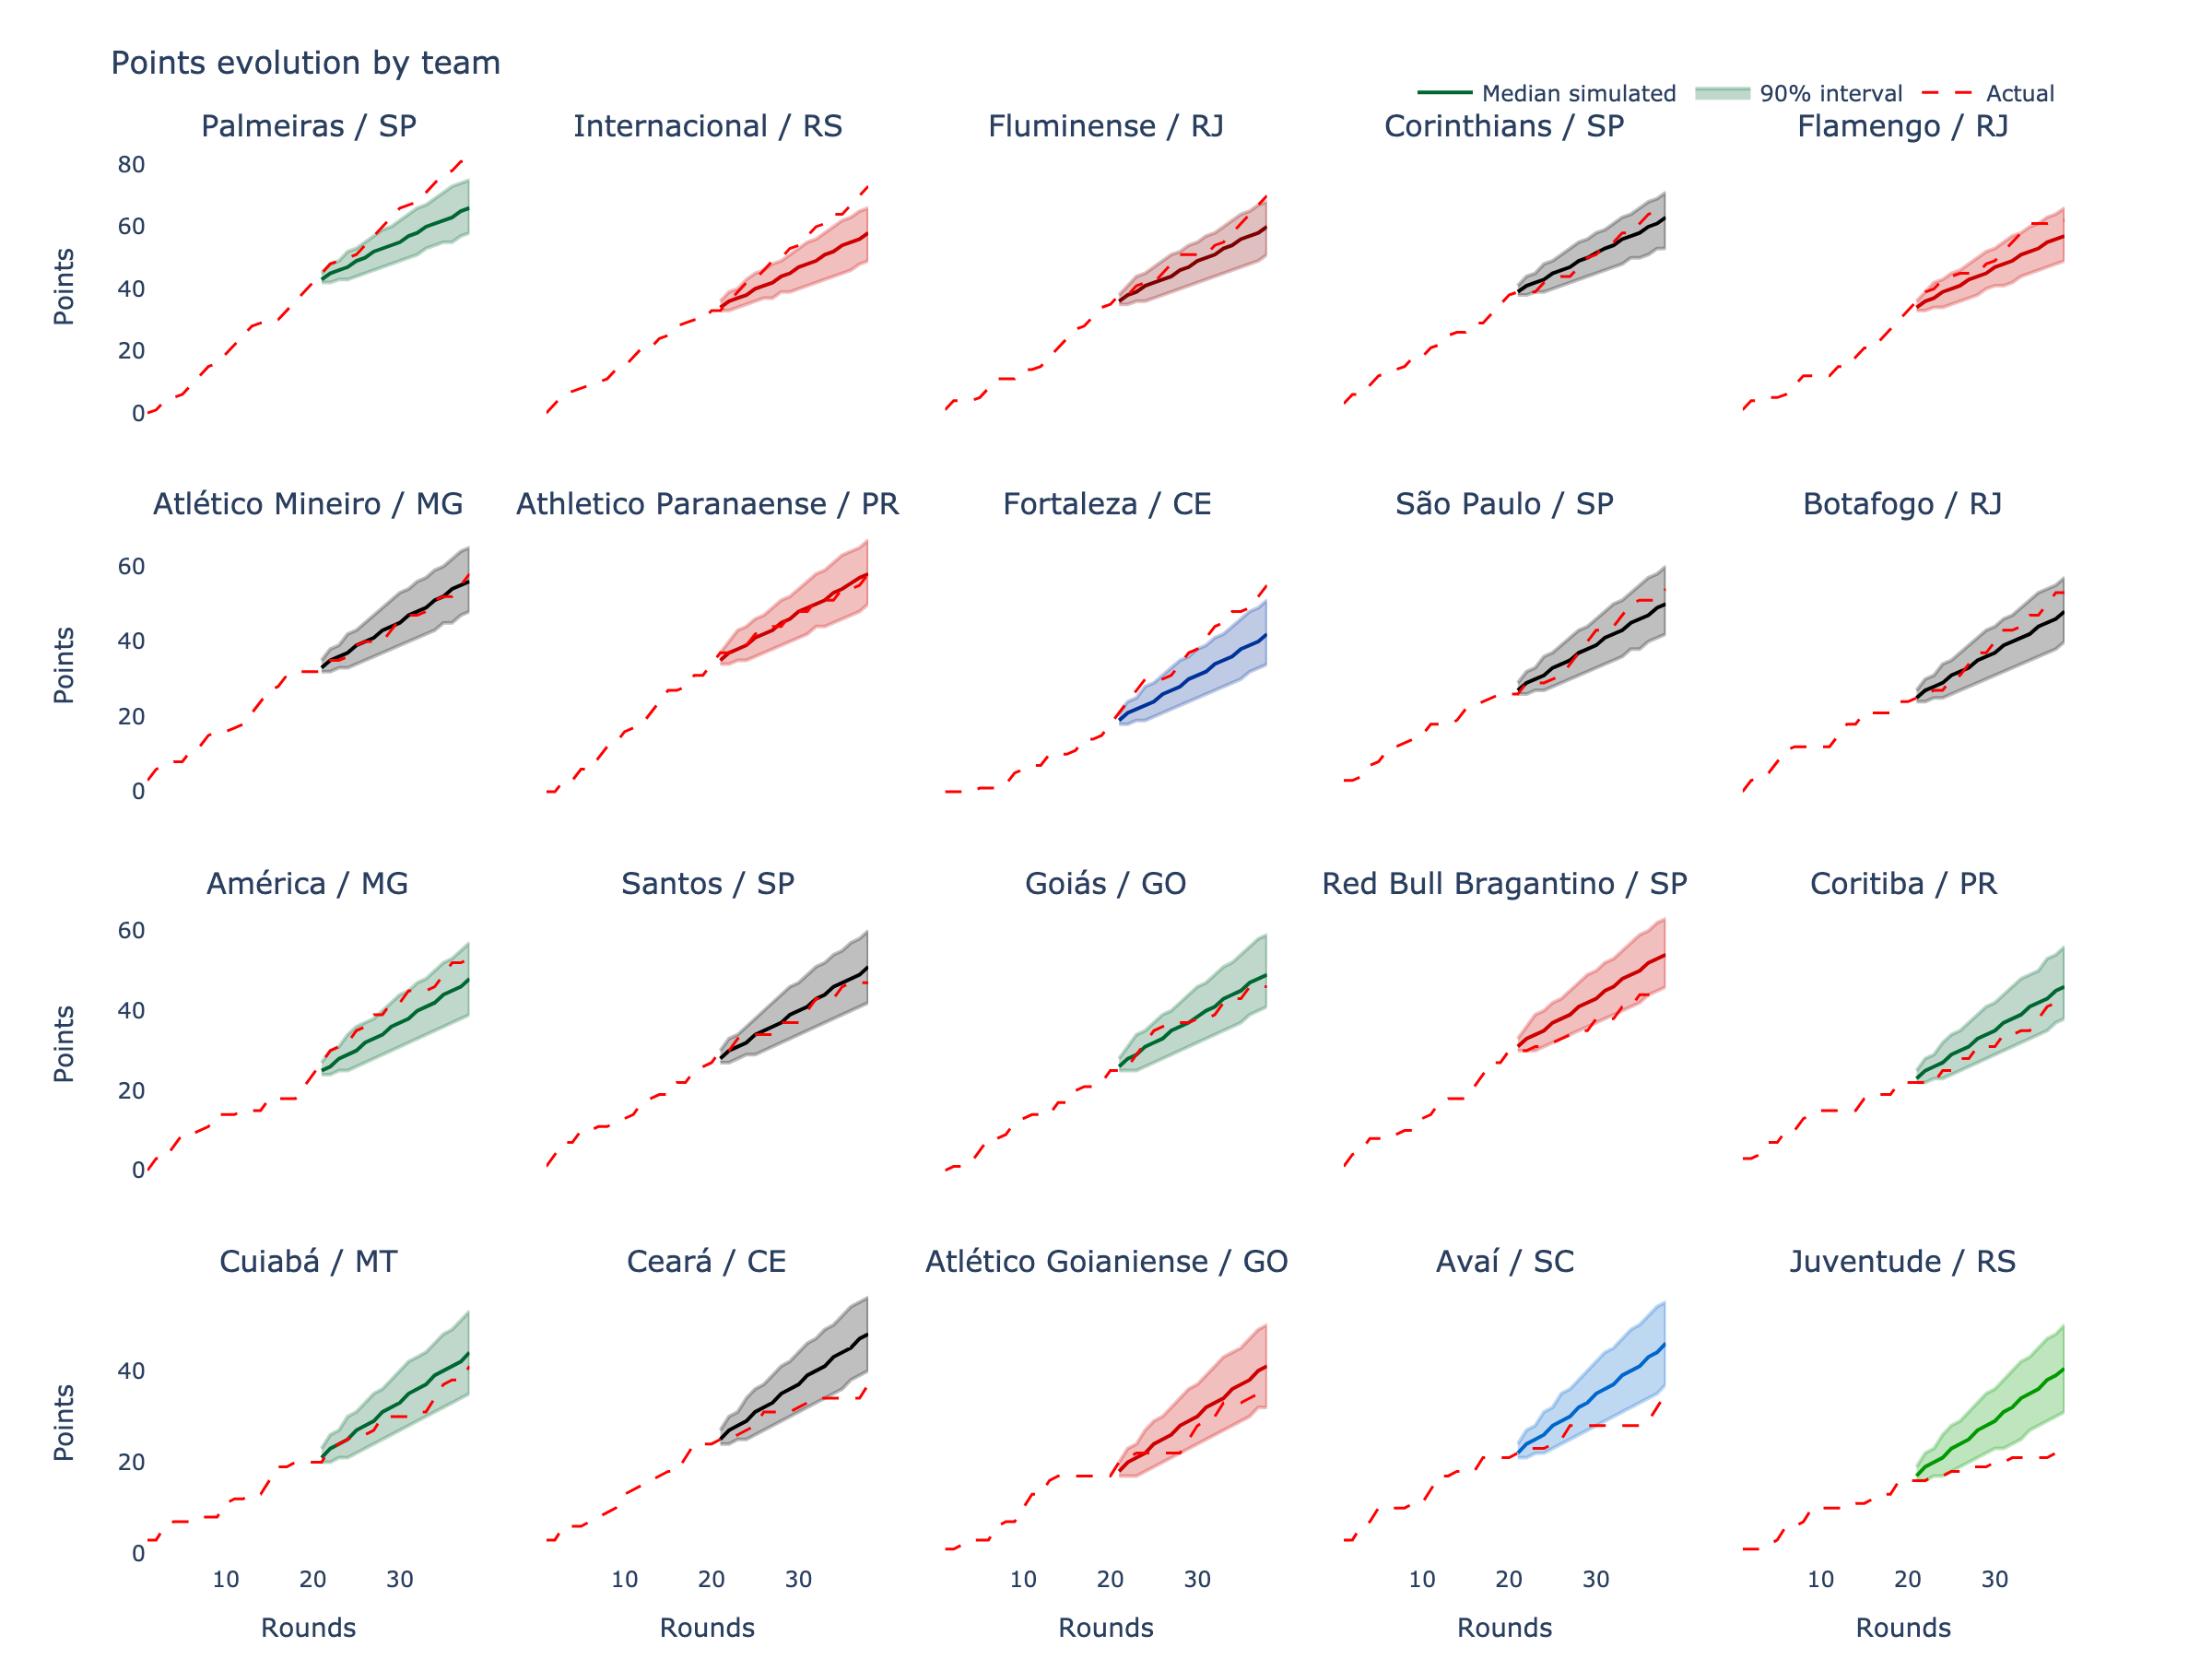 Points evolution by team
Median simulated 90% interval Actual
Palmeiras / SP Internacional / RS Fluminense / RJ Corinthians / SP Flamengo / RJ
80
60
40
20
0
Points
Atlético Mineiro / MG Athletico Paranaense / PR Fortaleza / CE São Paulo / SP Botafogo / RJ
60
40
20
0
Points
América / MG Santos / SP Goiás / GO Red Bull Bragantino / SP Coritiba / PR
60
40
20
0
Points
Cuiabá / MT Ceará / CE Atlético Goianiense / GO Avaí / SC Juventude / RS
40
20
0
Points
10 20 30 10 20 30 10 20 30 10 20 30 10 20 30
Rounds Rounds Rounds Rounds Rounds